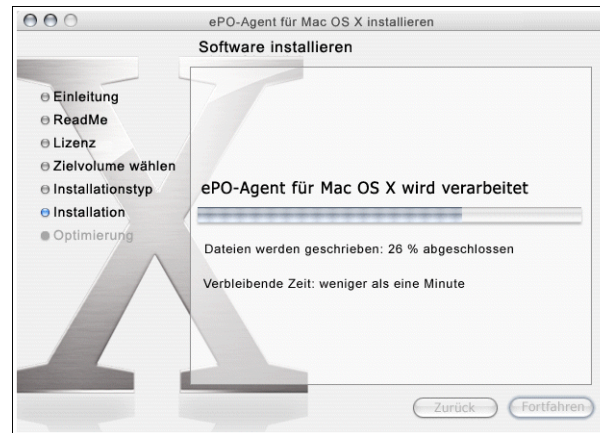 ePO-Agent für Mac OS X installieren
Software installieren
Einleitung
ReadMe
Lizenz
Zielvolume wählen
Installationstyp
Installation
Optimierung
ePO-Agent für Mac OS X wird verarbeitet
Dateien werden geschrieben: 26 % abgeschlossen
Verbleibende Zeit: weniger als eine Minute
Zurück
Fortfahren